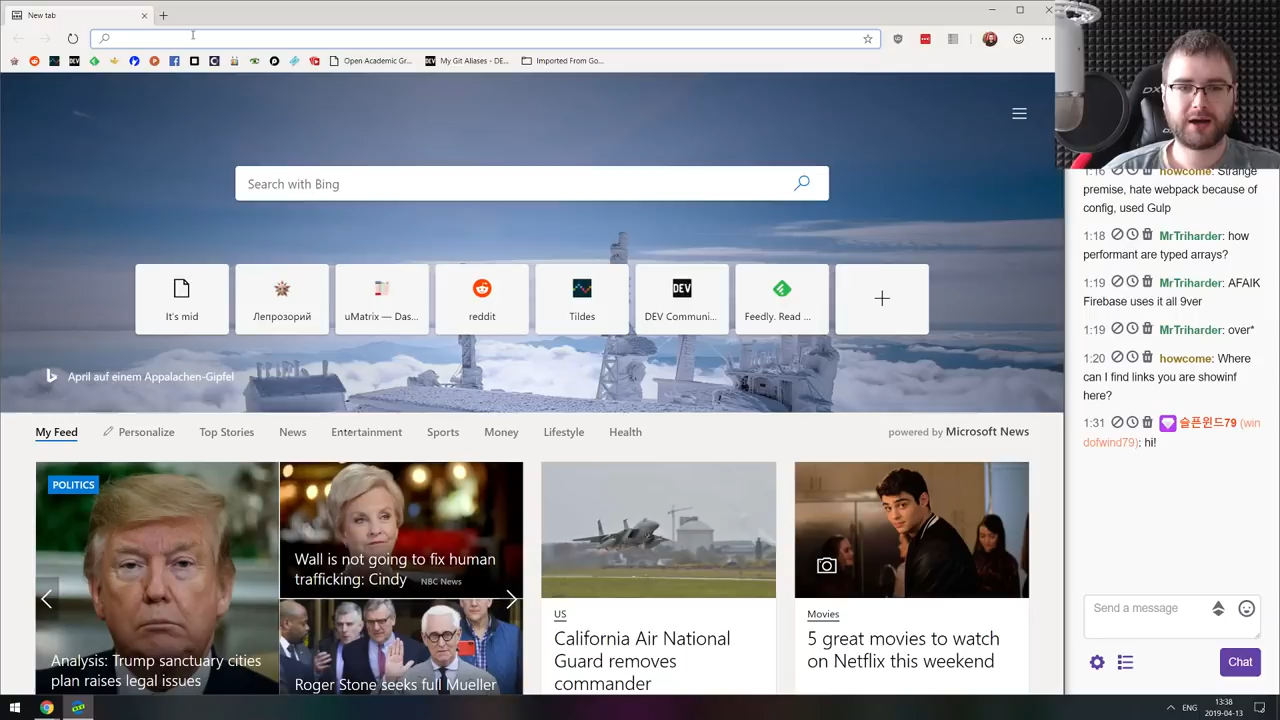 New tab
Open Academic Gr...
My Git Aliases - DE...
Imported From Go...
Search with Bing
It's mid
Лепрозорий
uMatrix — Das...
reddit
Tildes
DEV Communi...
Feedly. Read ...
April auf einem Appalachen-Gipfel
My Feed
Personalize
Top Stories
News
Entertainment
Sports
Money
Lifestyle
Health
powered by Microsoft News
POLITICS
Analysis: Trump sanctuary cities
plan raises legal issues
Wall is not going to fix human
trafficking: Cindy NBC News
Roger Stone seeks full Mueller
US
California Air National
Guard removes
commander
Movies
5 great movies to watch
on Netflix this weekend
1:16 howcome: Strange
premise, hate webpack because of
config, used Gulp
1:18 MrTriharder: how
performant are typed arrays?
1:19 MrTriharder: AFAIK
Firebase uses it all 9ver
1:19 MrTriharder: over*
1:20 howcome: Where
can I find links you are showinf
here?
1:31 슬픈윈드79 (win
dofwind79): hi!
Send a message
Chat
ENG
13:38
2019-04-13